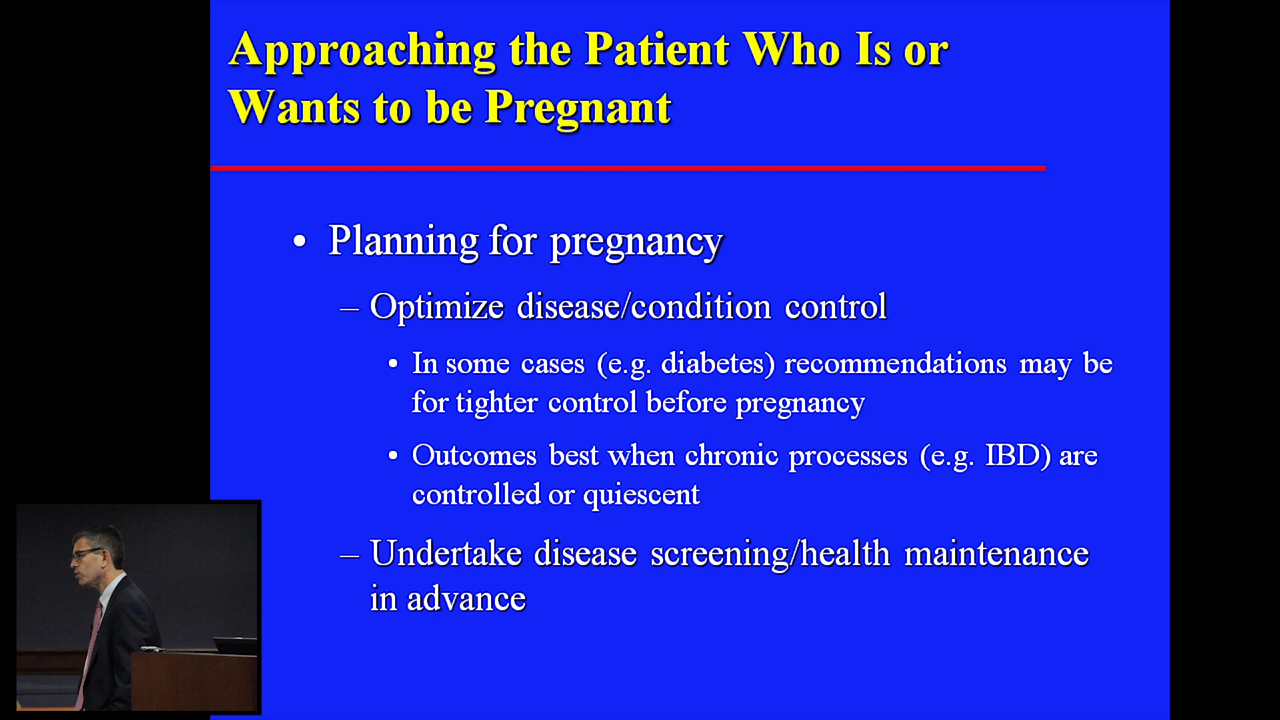 Approaching the Patient Who Is or
Wants to be Pregnant
• Planning for pregnancy
– Optimize disease/condition control
• In some cases (e.g. diabetes) recommendations may be
for tighter control before pregnancy
• Outcomes best when chronic processes (e.g. IBD) are
controlled or quiescent
– Undertake disease screening/health maintenance
in advance